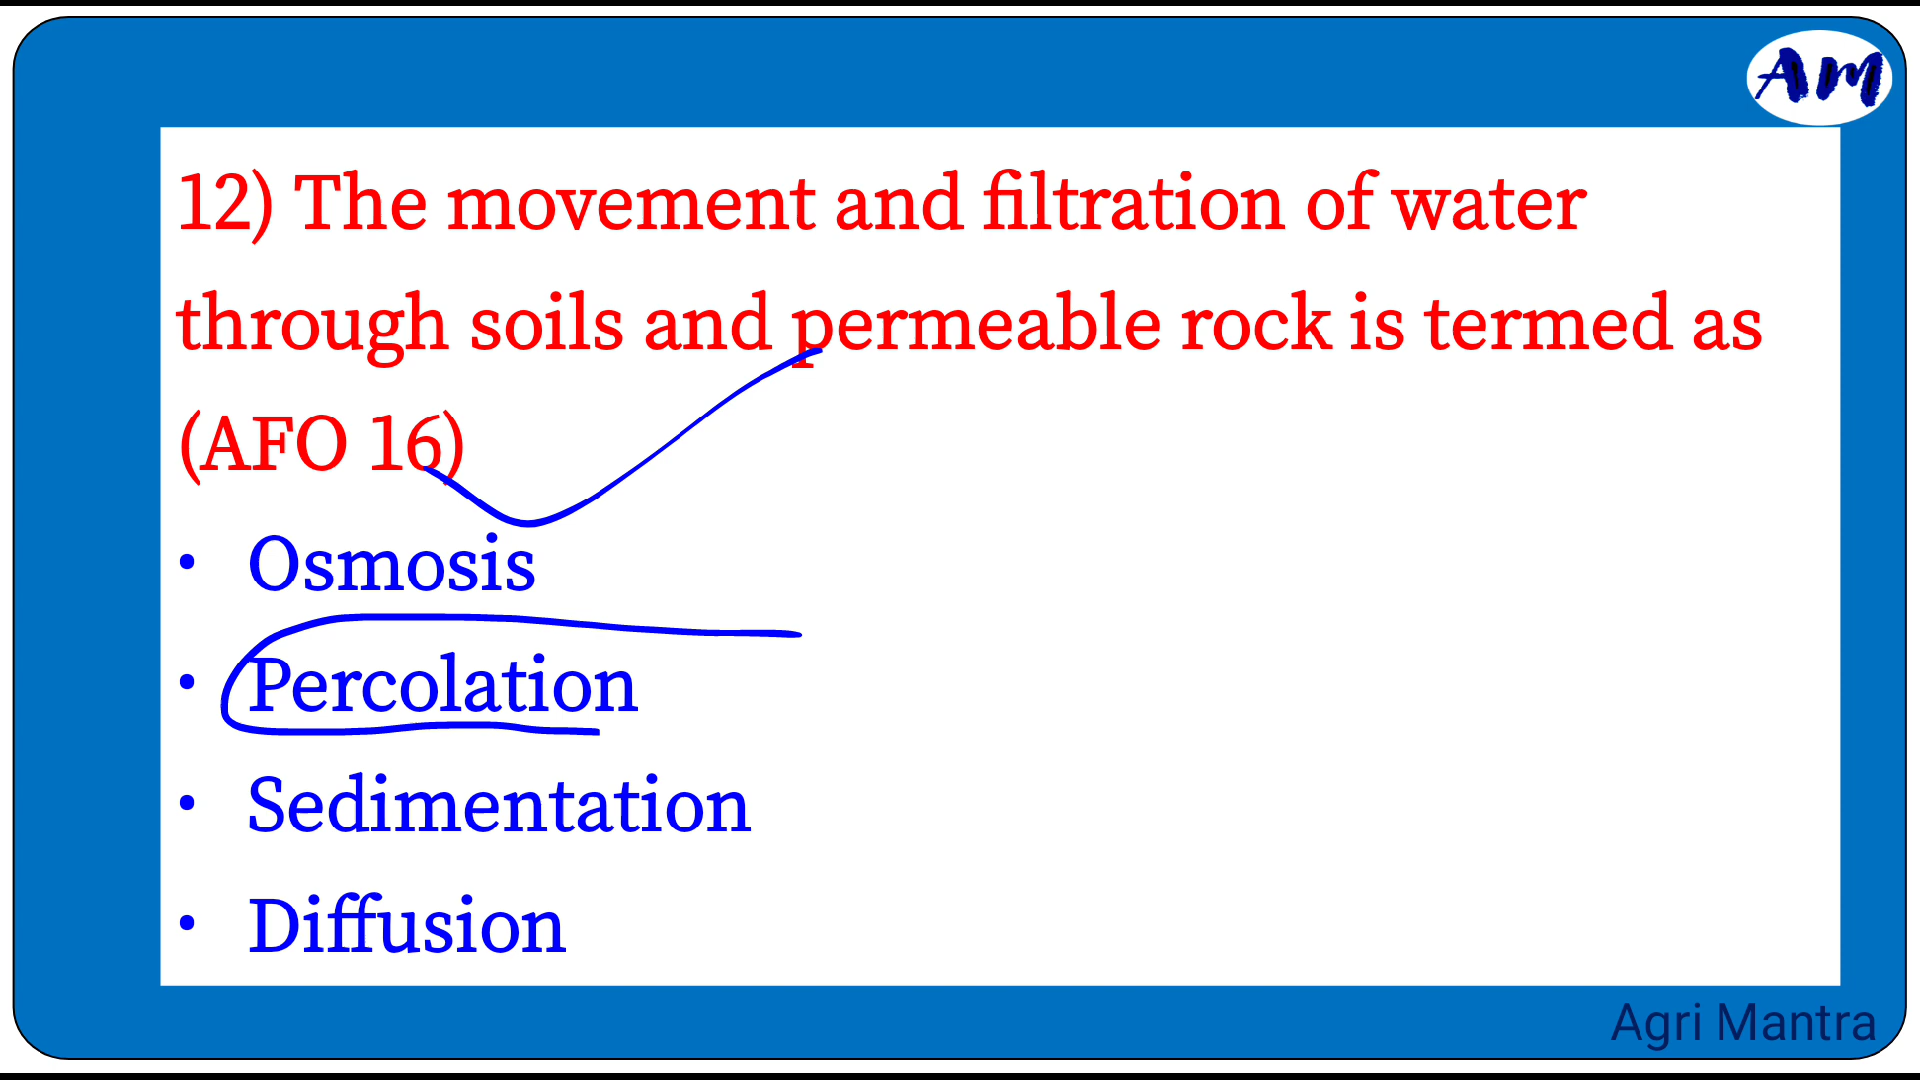 AM
12) The movement and filtration of water
through soils and permeable rock is termed as
(AFO 16)
• Osmosis
• Percolation
• Sedimentation
• Diffusion
Agri Mantra